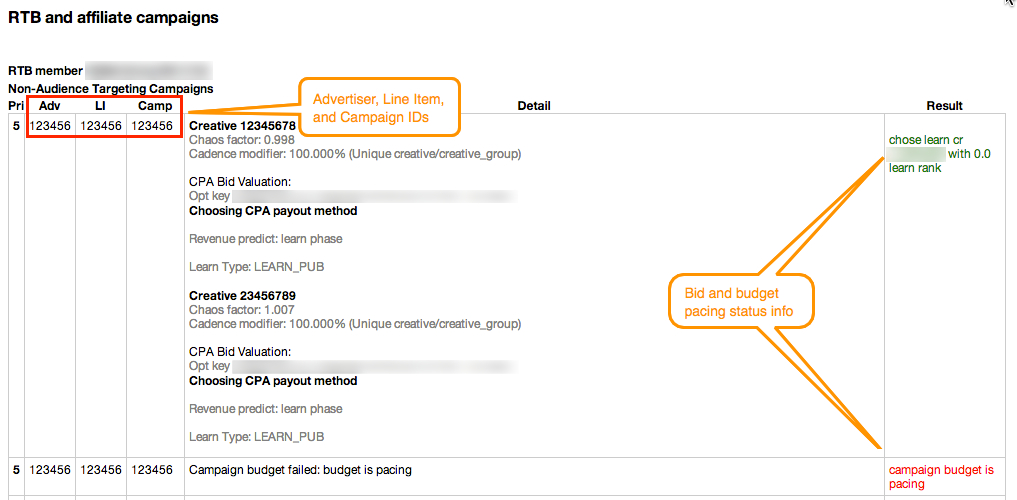 RTB and affiliate campaigns
RTB member
Non-Audience Targeting Campaigns
Pri Adv LI Camp Detail Result
Advertiser, Line Item,
and Campaign IDs
5 123456 123456 123456 Creative 12345678
Chaos factor: 0.998
Cadence modifier: 100.000% (Unique creative/creative_group)
CPA Bid Valuation:
Opt key
Choosing CPA payout method
Revenue predict: learn phase
Learn Type: LEARN_PUB
chose learn cr
with 0.0
learn rank
Bid and budget
pacing status info
Creative 23456789
Chaos factor: 1.007
Cadence modifier: 100.000% (Unique creative/creative_group)
CPA Bid Valuation:
Opt key
Choosing CPA payout method
Revenue predict: learn phase
Learn Type: LEARN_PUB
5 123456 123456 123456 Campaign budget failed: budget is pacing
campaign budget is
pacing